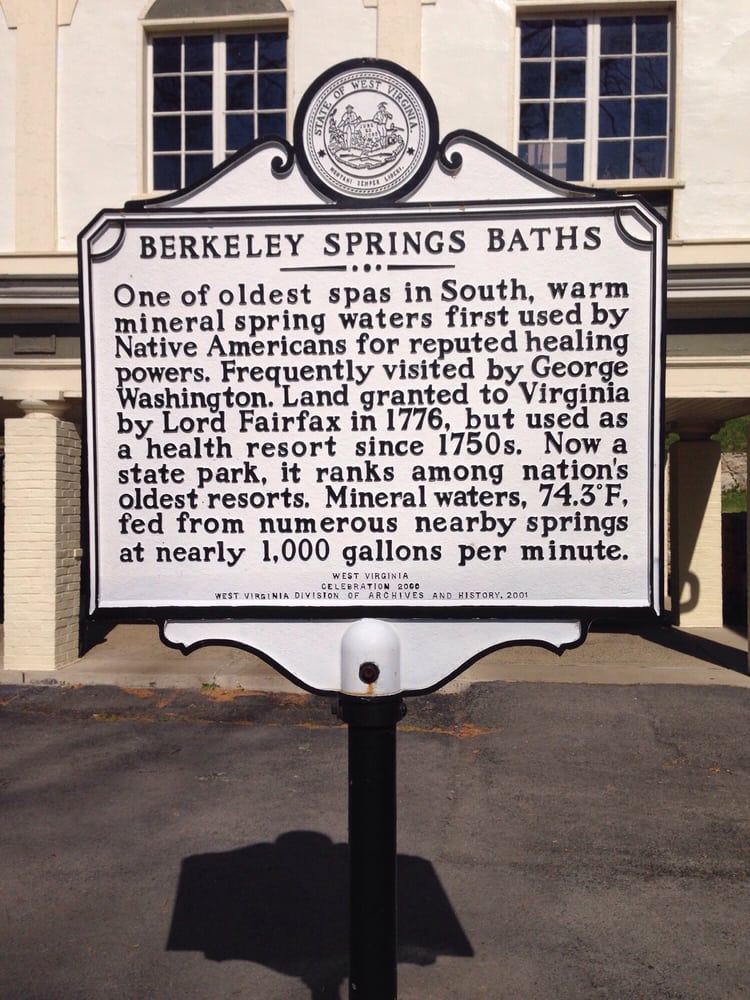 STATE OF WEST VIRGINIA
MONTANI SEMPER LIBERI
BERKELEY SPRINGS BATHS
One of oldest spas in South, warm
mineral spring waters first used by
Native Americans for reputed healing
powers. Frequently visited by George
Washington. Land granted to Virginia
by Lord Fairfax in 1776, but used as
a health resort since 1750s. Now a
state park, it ranks among nation's
oldest resorts. Mineral waters, 74.3°F,
fed from numerous nearby springs
at nearly 1,000 gallons per minute.
WEST VIRGINIA
CELEBRATION 2000
WEST VIRGINIA DIVISION OF ARCHIVES AND HISTORY, 2001